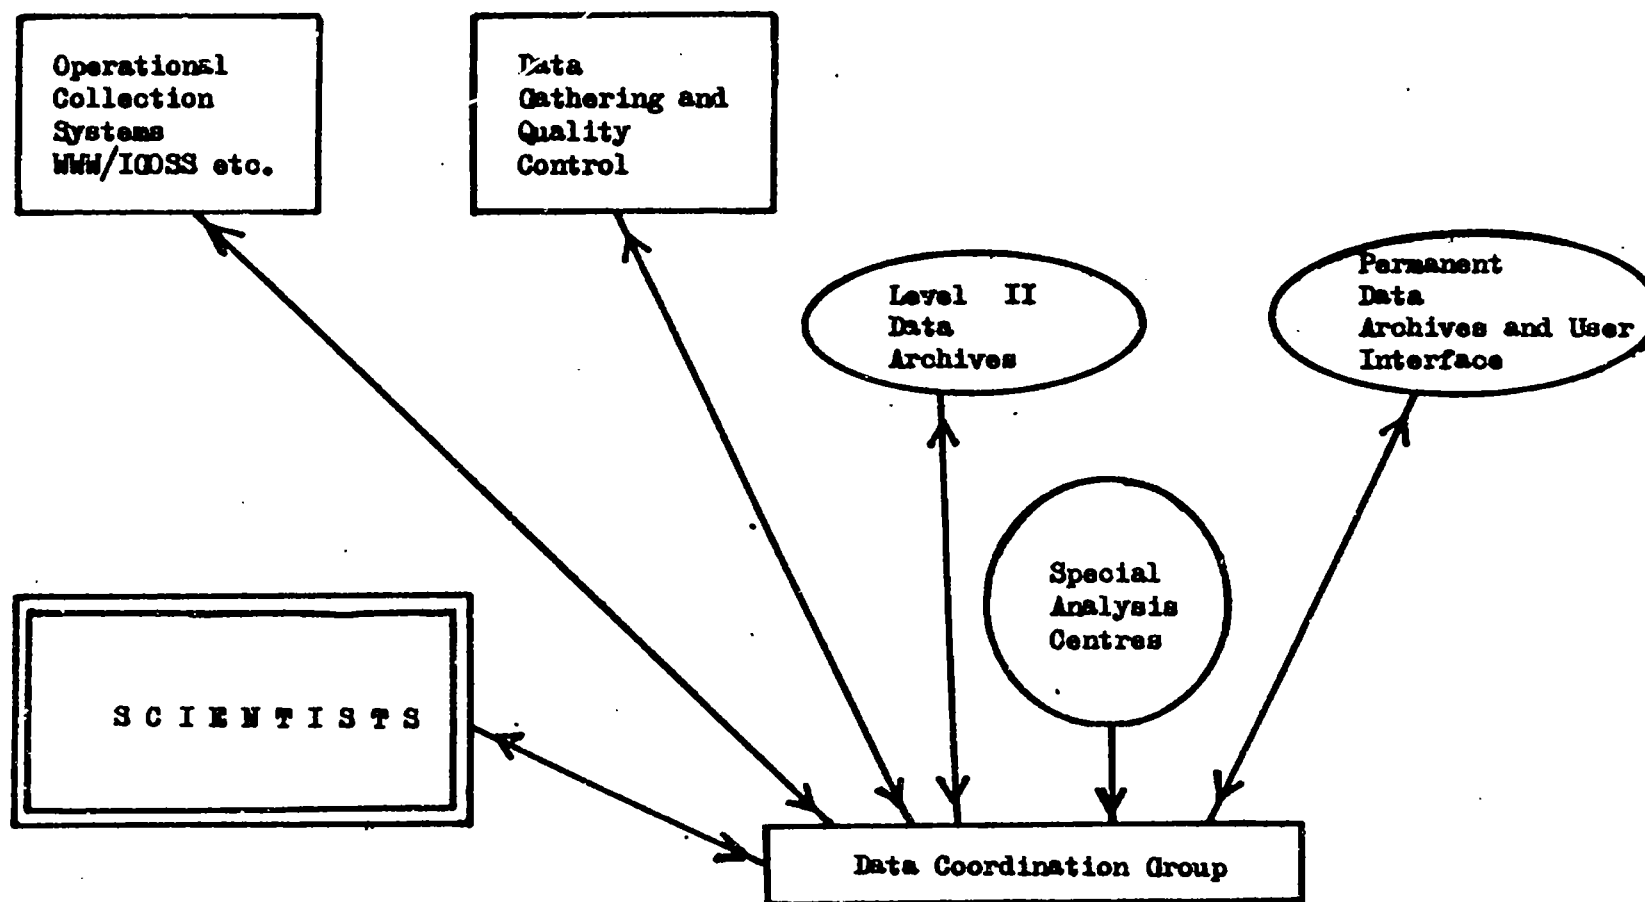 Operational
Collection
Systems
WWW/IGOSS etc.
Data
Gathering and
Quality
Control
Level II
Data
Archives
Permanent
Data
Archives and User
Interface
Special
Analysis
Centres
SCIENTISTS
Data Coordination Group